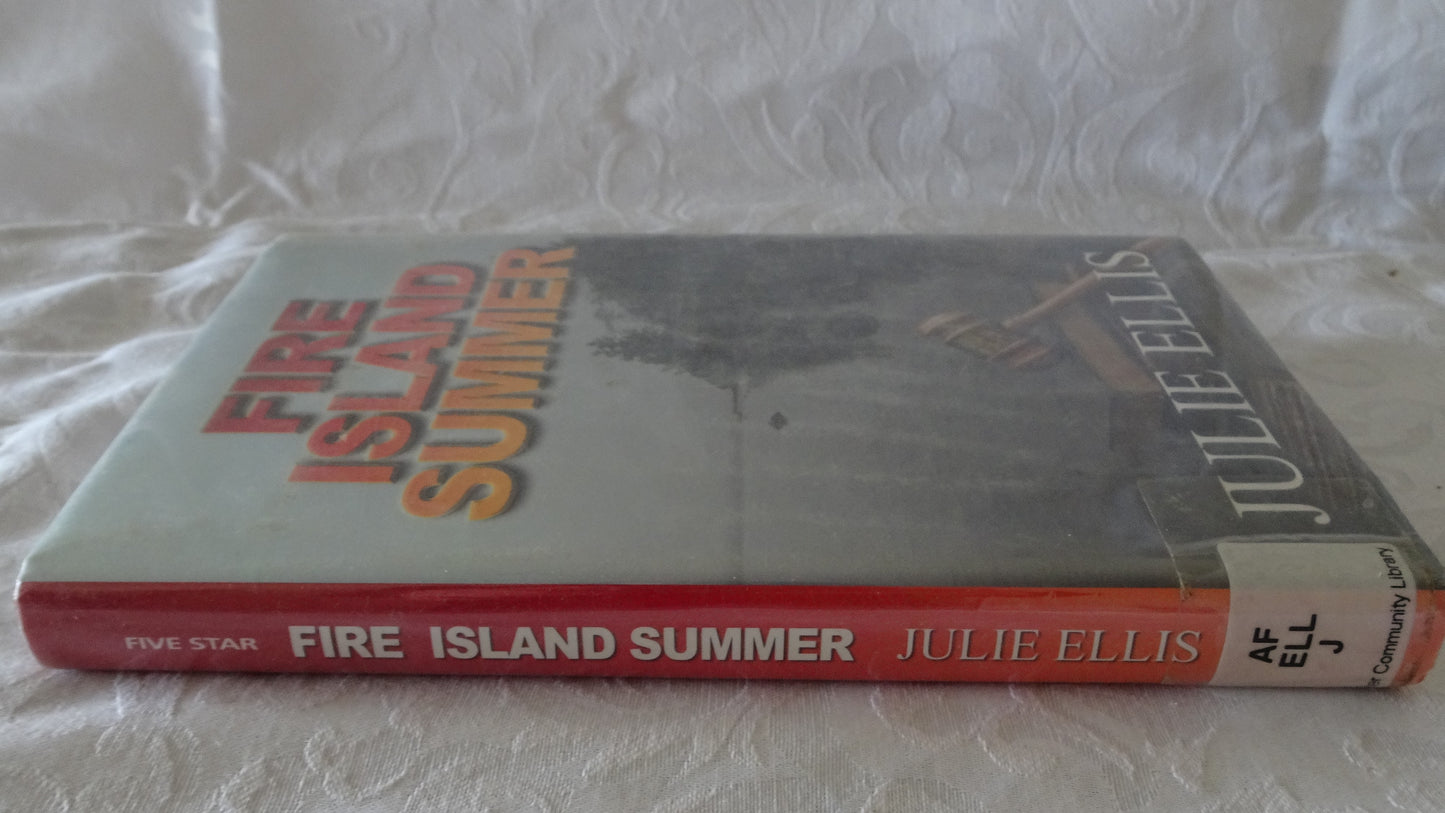 FIRE
ISLAND
SUMMER
JULIE ELLIS
FIVE STAR FIRE ISLAND SUMMER JULIE ELLIS
AF
ELL
J
Community Library